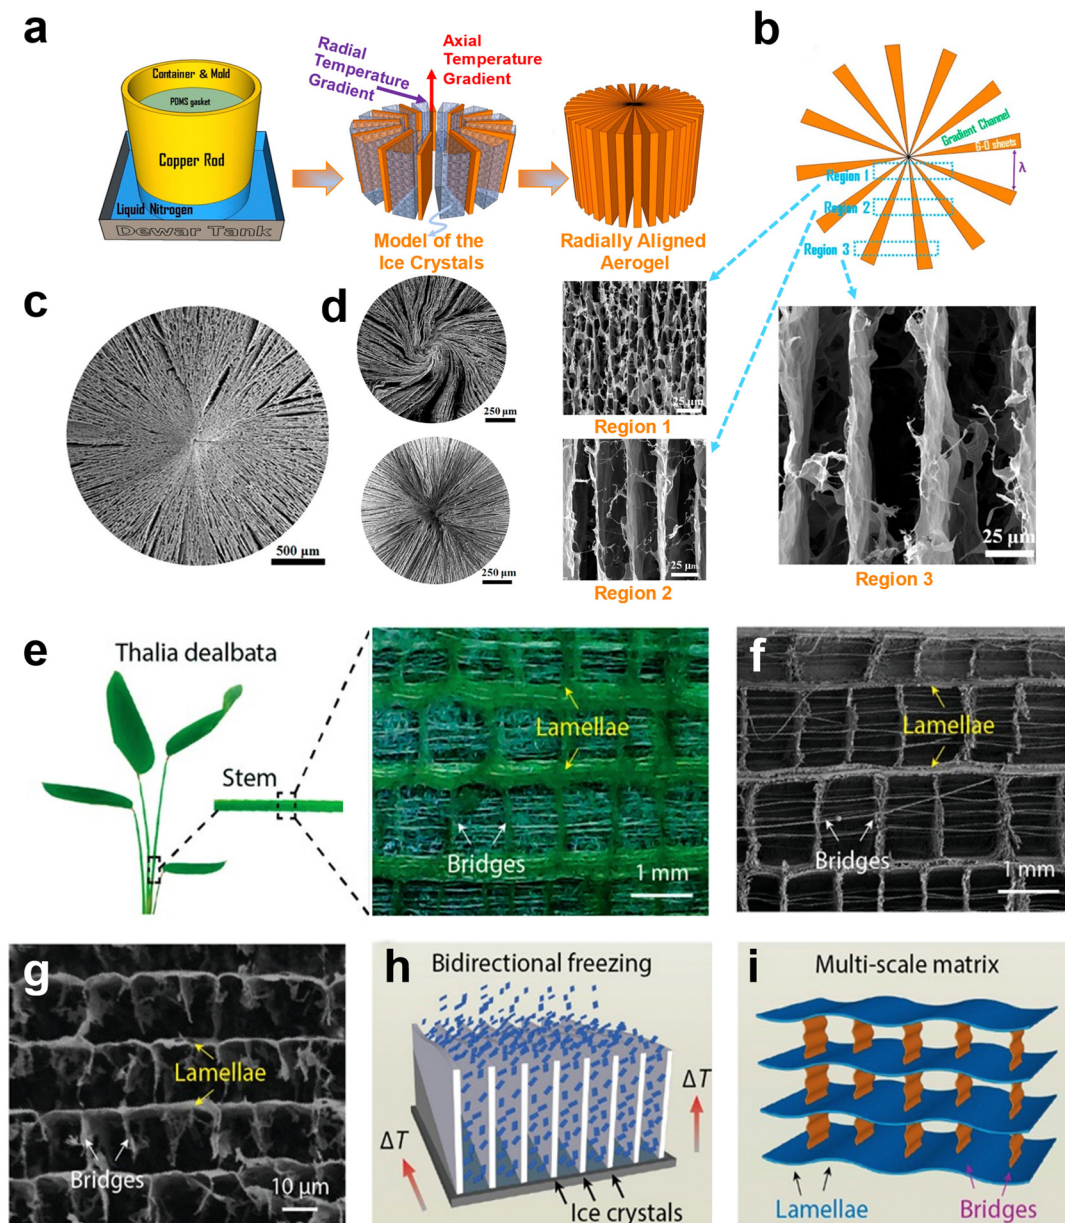 a
Container & Mold
PDMS gasket
Copper Rod
Liquid Nitrogen
Dewar Tank
Radial
Temperature
Gradient
Axial
Temperature
Gradient
Model of the
Ice Crystals
Radially Aligned
Aerogel
b
Gradient Channel
G-O sheets
λ
Region 1
Region 2
Region 3
c
500 µm
d
250 µm
250 µm
25 µm
Region 1
25 µm
Region 2
25 µm
Region 3
e
Thalia dealbata
Stem
Lamellae
Bridges
1 mm
f
Lamellae
Bridges
1 mm
g
Lamellae
Bridges
10 µm
h
Bidirectional freezing
ΔT
ΔT
Ice crystals
i
Multi-scale matrix
Lamellae
Bridges